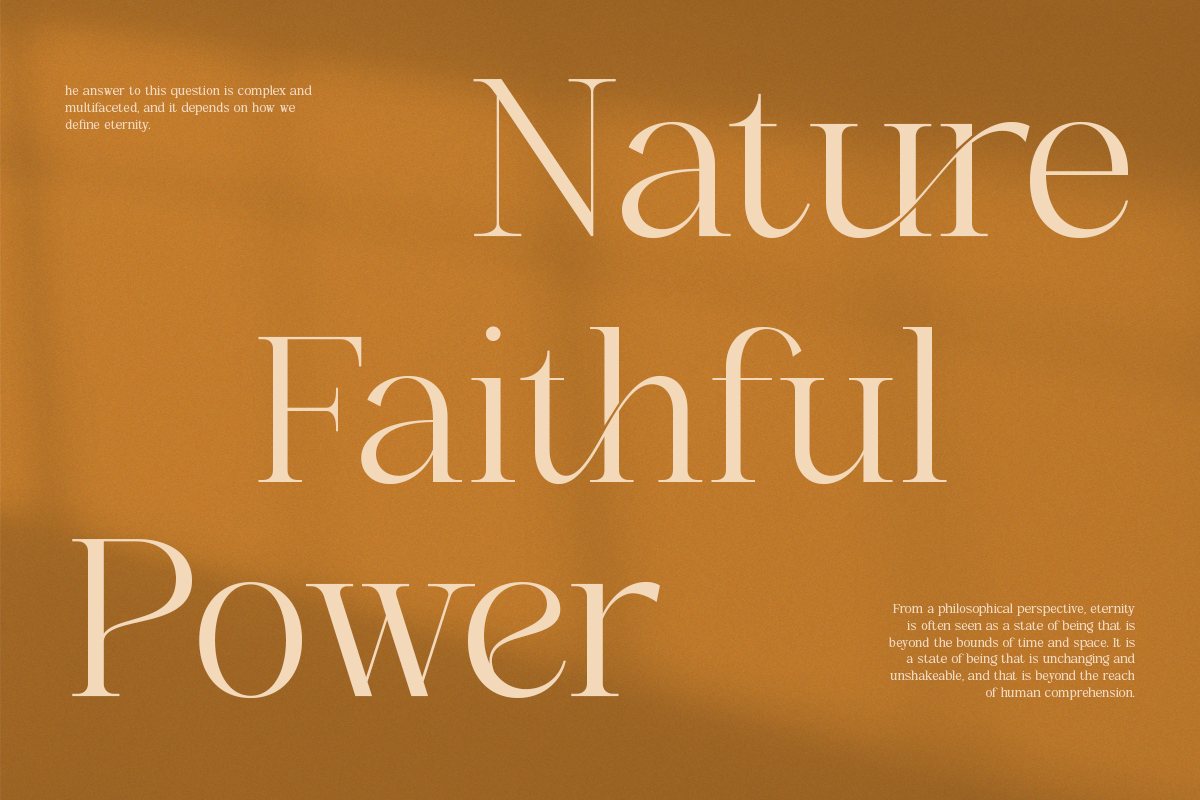 he answer to this question is complex and
multifaceted, and it depends on how we
define eternity.
Nature
Faithful
Power
From a philosophical perspective, eternity
is often seen as a state of being that is
beyond the bounds of time and space. It is
a state of being that is unchanging and
unshakeable, and that is beyond the reach
of human comprehension.